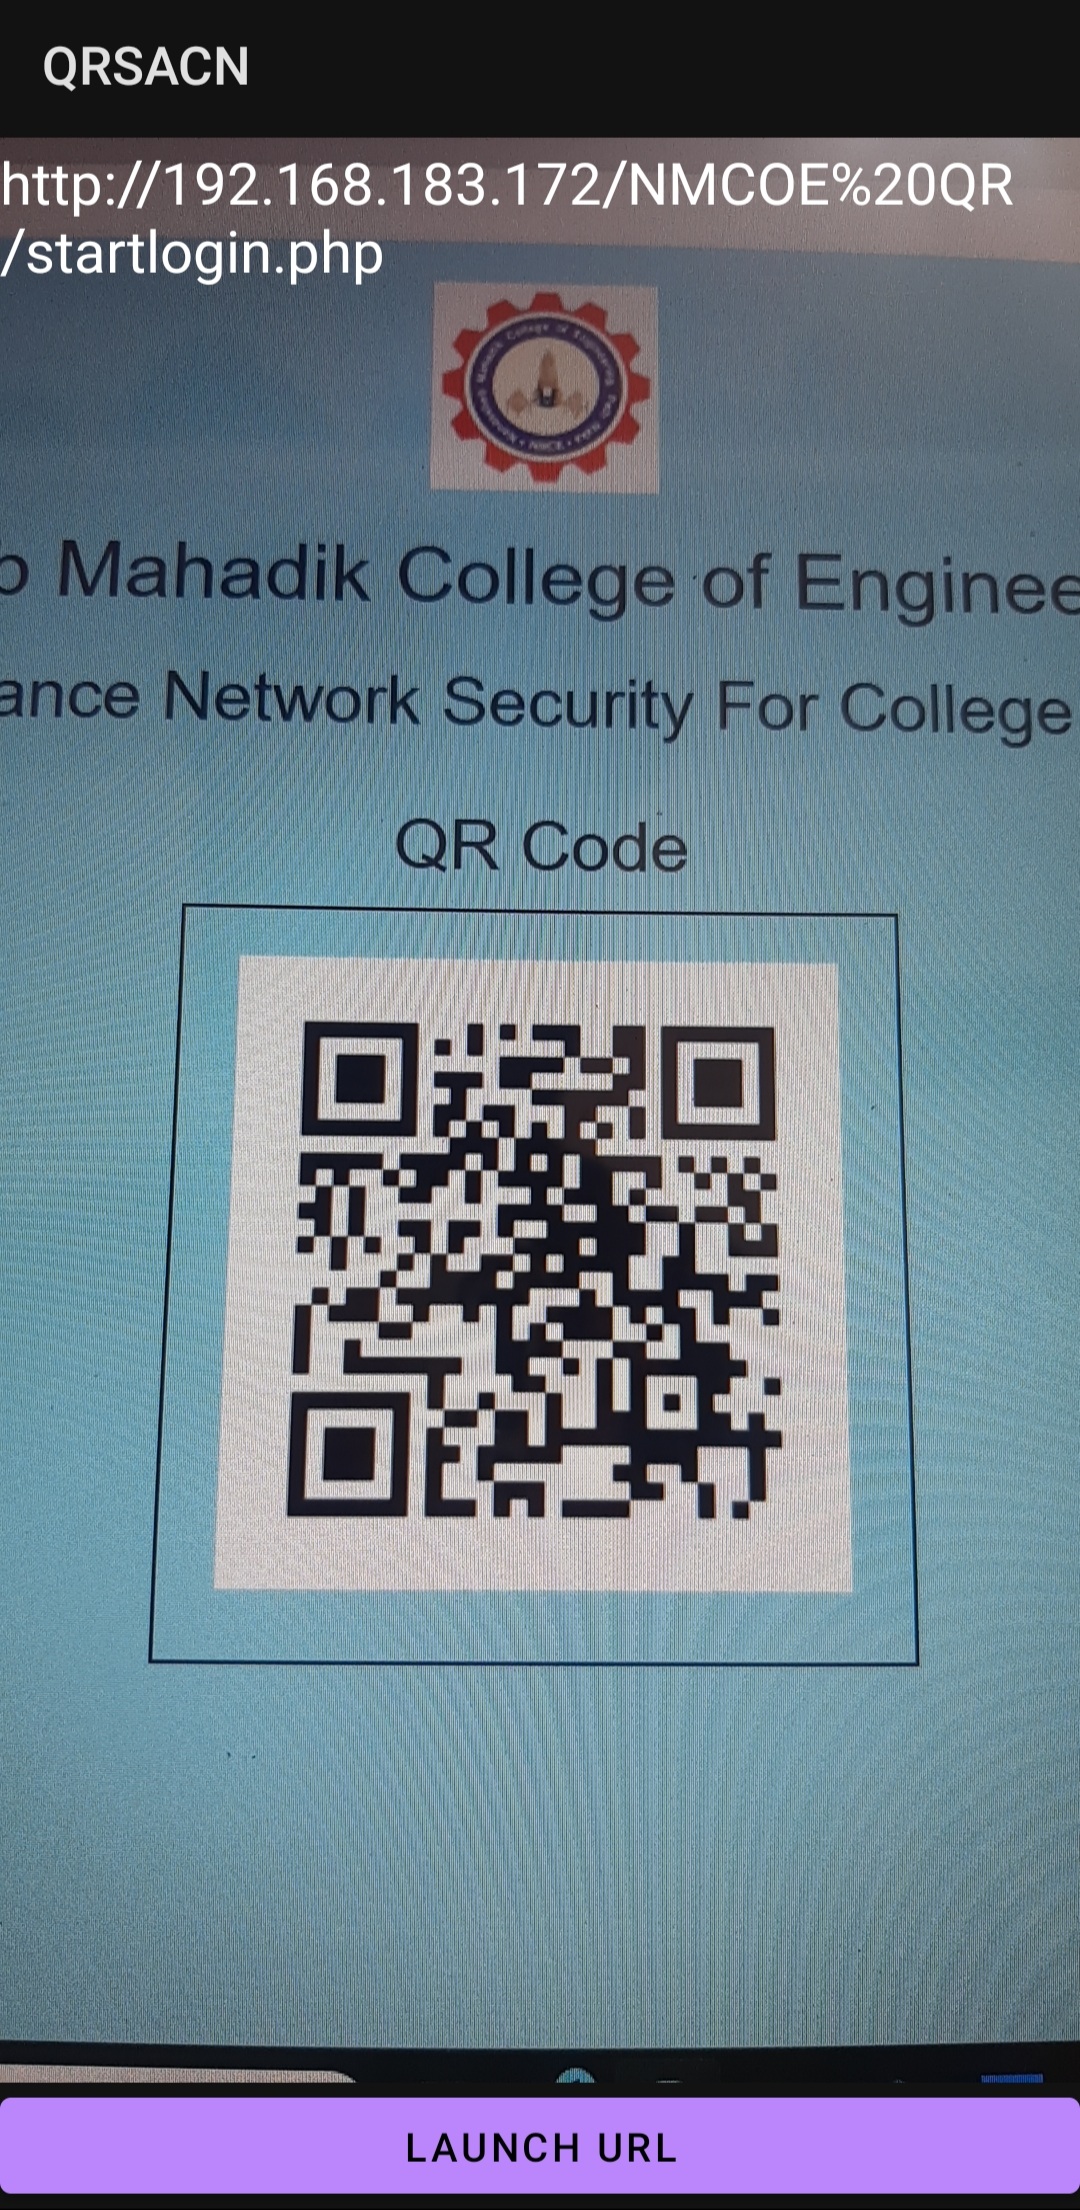 QRSACN
http://192.168.183.172/NMCOE%20QR
/startlogin.php
Mahadik College of Enginee
ance Network Security For College
QR Code
LAUNCH URL